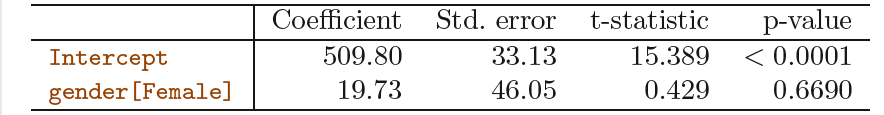 Coefficient Std. error t-statistic p-value
Intercept 509.80 33.13 15.389 < 0.0001
gender[Female] 19.73 46.05 0.429 0.6690